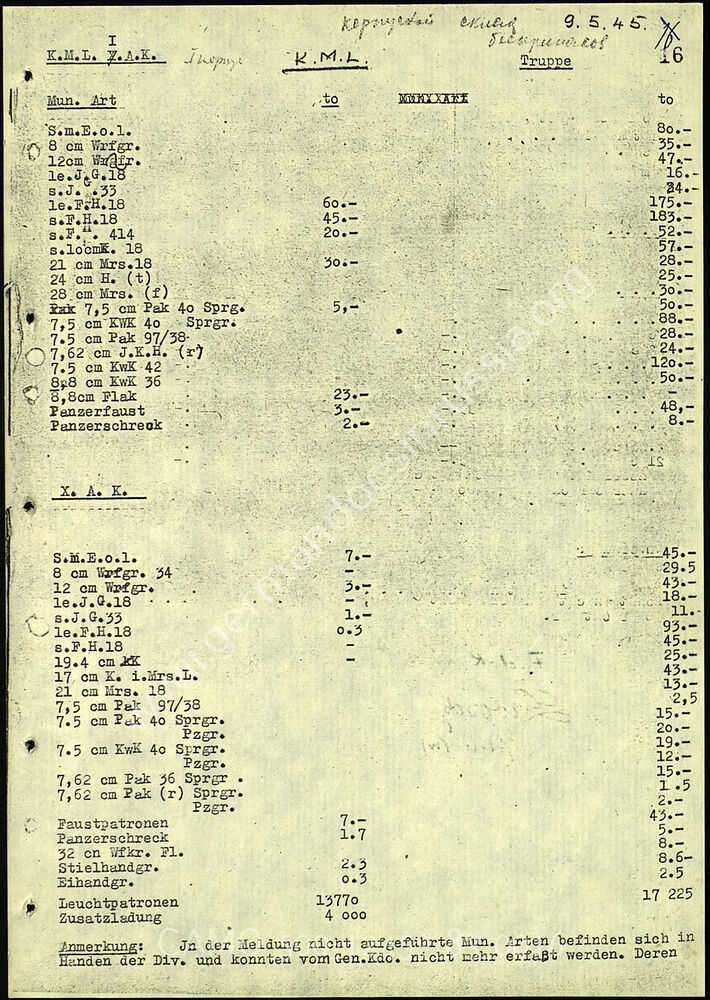 корпусной склад 9.5.45. 16
боеприпасов
I
K.M.L. X.A.K. K.M.L. Truppe
Mun. Art to to
S.m.E.o.l. 80.-
8 cm Wrfgr. 35.-
12cm Wrgfr. 47.-
le.J.G.18 16.-
s.J.G.33 24.-
le.F.H.18 60.- 175.-
s.F.H.18 45.- 183.-
s.F.H. 414 20.- 52.-
s.10cmK. 18 57.-
21 cm Mrs.18 30.- 28.-
24 cm H. (t) 25.-
28 cm Mrs. (f) 30.-
7,5 cm Pak 40 Sprg. 5,- 50.-
7,5 cm KWK 40 Sprgr. 88.-
7.5 cm Pak 97/38 28.-
7,62 cm J.K.H. (r) 24.-
7.5 cm KwK 42 120.-
8,8 cm KwK 36 50.-
8,8cm Flak 23.- -
Panzerfaust 3.- 48,-
Panzerschreck 2.- 8.-
X. A. K.
S.m.E.o.l. 7.- 45.-
8 cm Wrfgr. 34 - 29.5
12 cm Wrfgr. 3.- 43.-
le.J.G.18 - 18.-
s.J.G.33 1.- 11.-
le.F.H.18 0.3 93.-
s.F.H.18 - 45.-
19.4 cm K - 25.-
17 cm K. i.Mrs.L. 43.-
21 cm Mrs. 18 13.-
7,5 cm Pak 97/38 2,5
7.5 cm Pak 40 Sprgr. 15.-
Pzgr. 20.-
7.5 cm KwK 40 Sprgr. 19.-
Pzgr. 12.-
7,62 cm Pak 36 Sprgr. 15.-
7,62 cm Pak (r) Sprgr. 1.5
Pzgr. 2.-
Faustpatronen 7.- 43.-
Panzerschreck 1.7 5.-
32 cn Wfkr. Fl. 8.-
Stielhandgr. 2.3 8.6-
Eihandgr. 0.3 2.5
Leuchtpatronen 13770 17 225
Zusatzladung 4 000
Anmerkung: Jn der Meldung nicht aufgeführte Mun. Arten befinden sich in
Handen der Div. und konnten vom Gen.Kdo. nicht mehr erfaßt werden. Deren